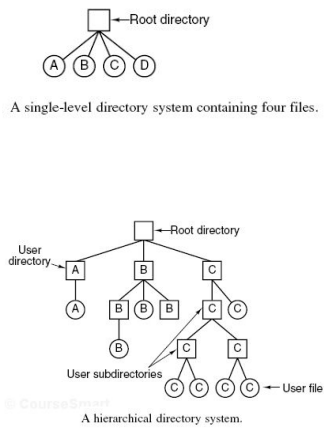 Root directory
A B C D
A single-level directory system containing four files.
Root directory
User
directory
A B C
A B B B C C
B C C
User subdirectories
C C C C User file
© CourseSmart
A hierarchical directory system.